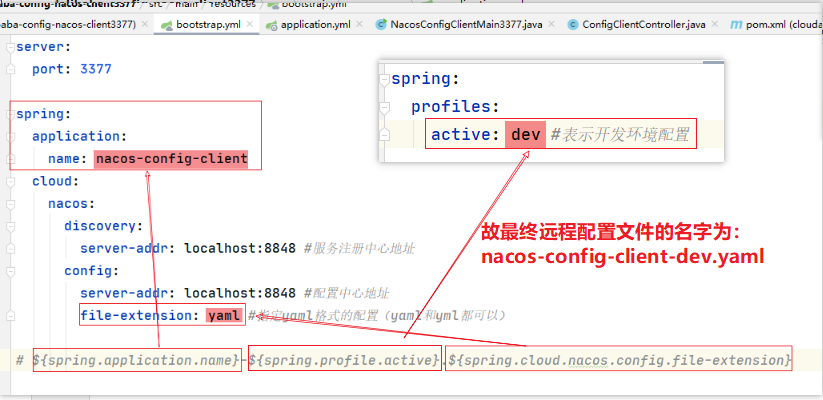 aba-config-nacos-client3377 › src › main › resources › bootstrap.yml
aba-config-nacos-client3377) × bootstrap.yml × application.yml × NacosConfigClientMain3377.java × ConfigClientController.java × pom.xml (clouda
server:
port: 3377
spring:
application:
name: nacos-config-client
cloud:
nacos:
discovery:
server-addr: localhost:8848 #服务注册中心地址
config:
server-addr: localhost:8848 #配置中心地址
file-extension: yaml #指定yaml格式的配置（yaml和yml都可以）
# ${spring.application.name}-${spring.profile.active}.${spring.cloud.nacos.config.file-extension}
spring:
profiles:
active: dev #表示开发环境配置
故最终远程配置文件的名字为：
nacos-config-client-dev.yaml